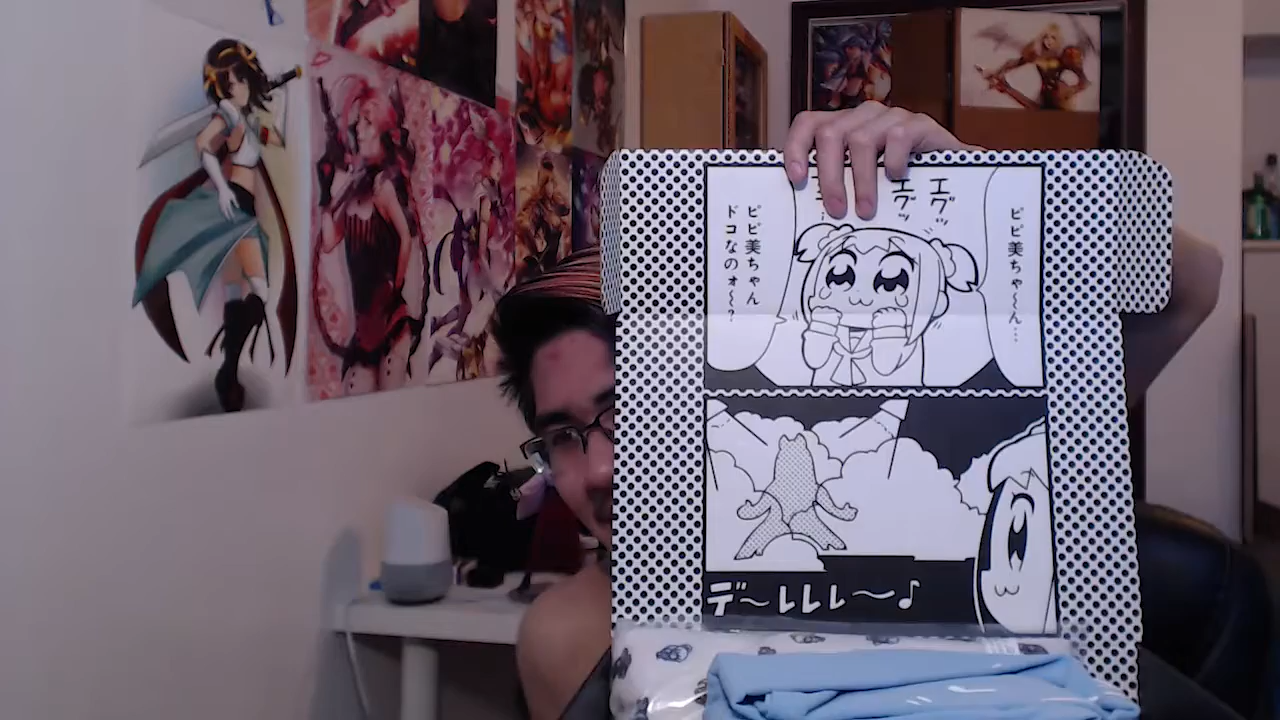 ピピ美ちゃ〜ん…
エグッ
エグッ
ピピ美ちゃん
ドコなのォ〜?
デ〜レレレ〜♪